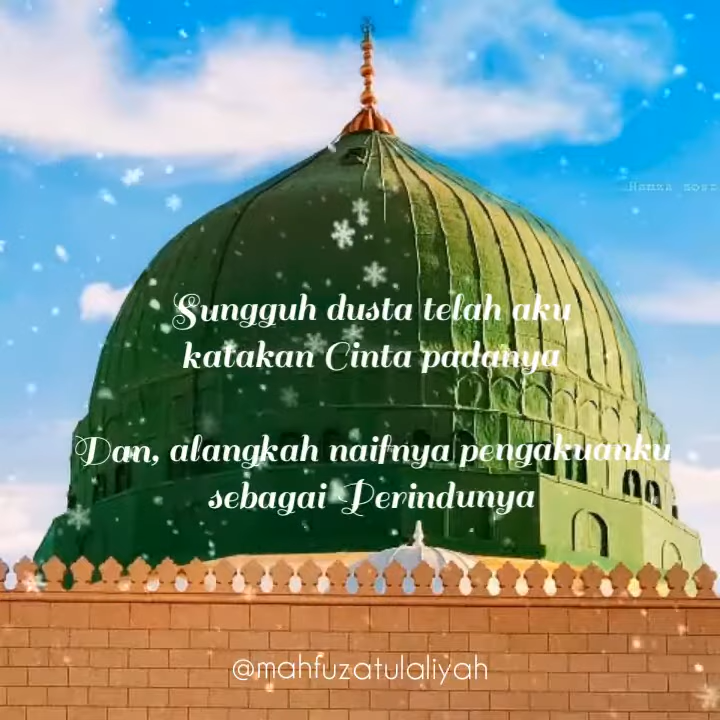 Sungguh dusta telah aku
katakan Cinta padanya
Dan, alangkah naifnya pengakuanku
sebagai Perindunya
@mahfuzatulaliyah